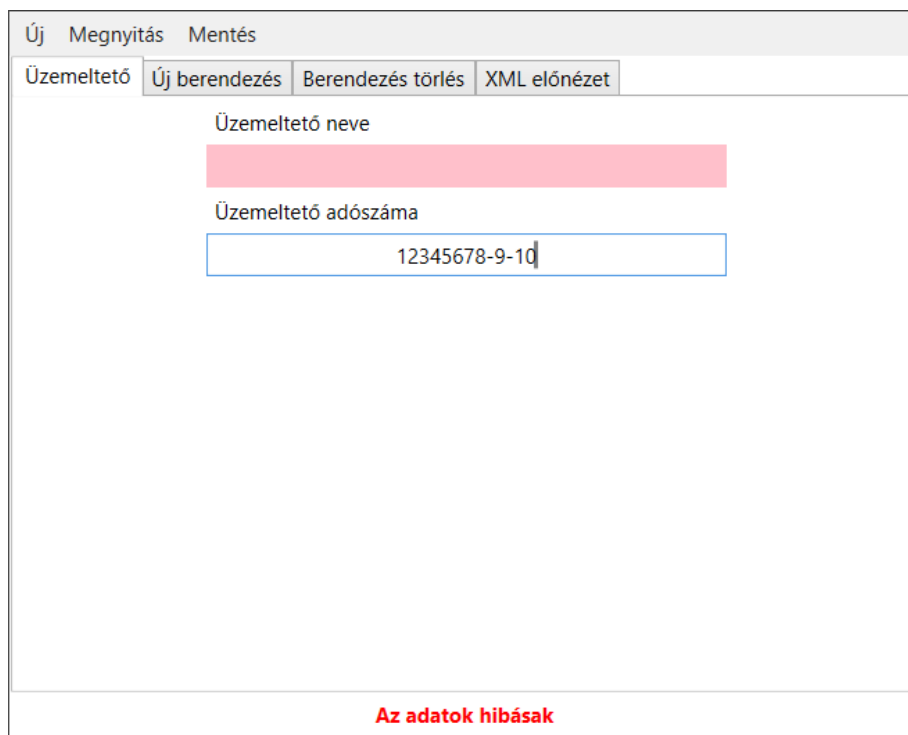 Új Megnyitás Mentés
Üzemeltető Új berendezés Berendezés törlés XML előnézet
Üzemeltető neve
Üzemeltető adószáma
12345678-9-10
Az adatok hibásak